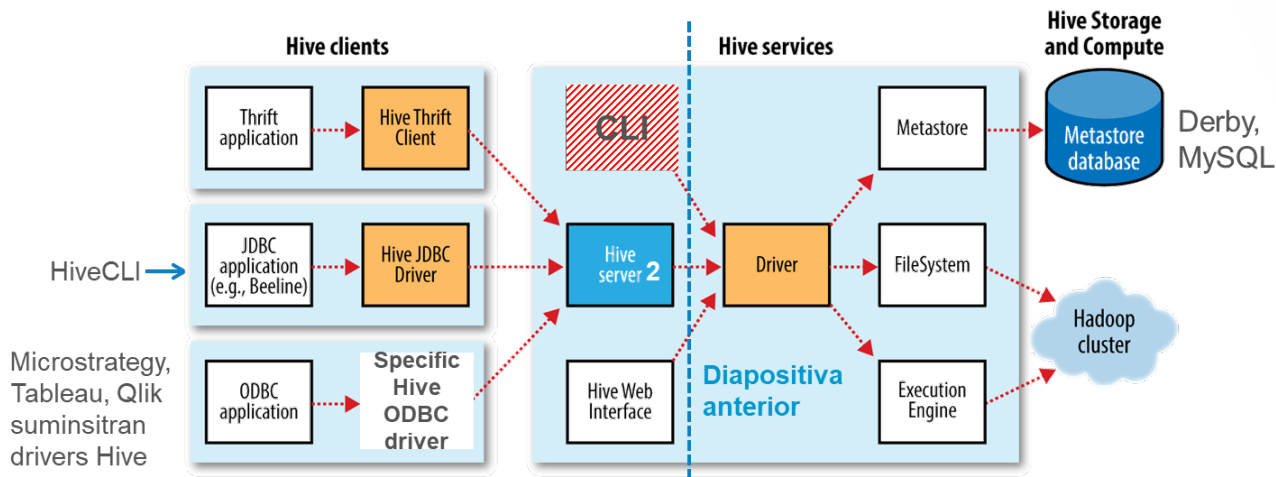 Hive clients
Hive services
Hive Storage
and Compute
Thrift
application
Hive Thrift
Client
CLI
Metastore
Metastore
database
Derby,
MySQL
HiveCLI
JDBC
application
(e.g., Beeline)
Hive JDBC
Driver
Hive
server 2
Driver
FileSystem
Hadoop
cluster
Microstrategy,
Tableau, Qlik
suminsitran
drivers Hive
ODBC
application
Specific
Hive
ODBC
driver
Hive Web
Interface
Diapositiva
anterior
Execution
Engine